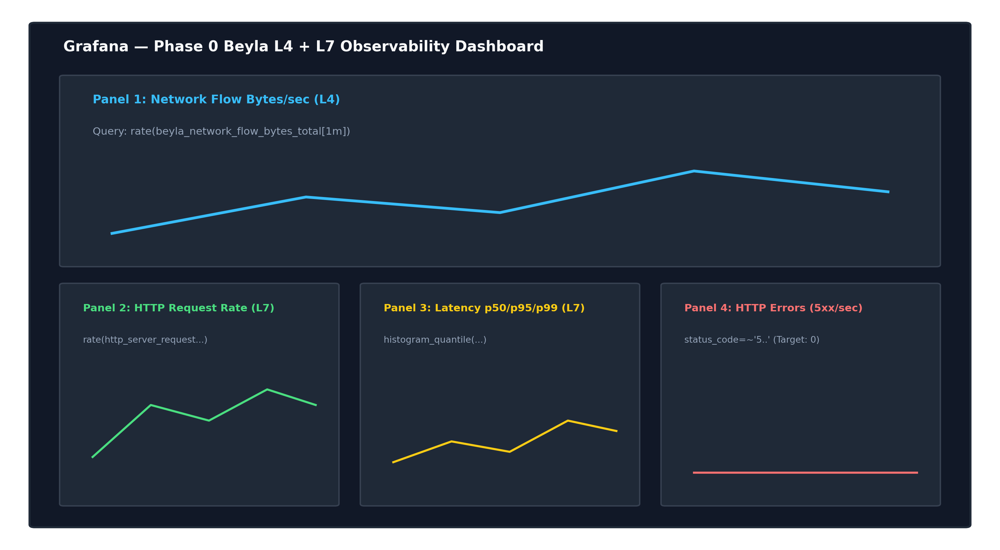 Grafana — Phase 0 Beyla L4 + L7 Observability Dashboard
Panel 1: Network Flow Bytes/sec (L4)
Query: rate(beyla_network_flow_bytes_total[1m])
Panel 2: HTTP Request Rate (L7)
rate(http_server_request...)
Panel 3: Latency p50/p95/p99 (L7)
histogram_quantile(...)
Panel 4: HTTP Errors (5xx/sec)
status_code=~'5..' (Target: 0)